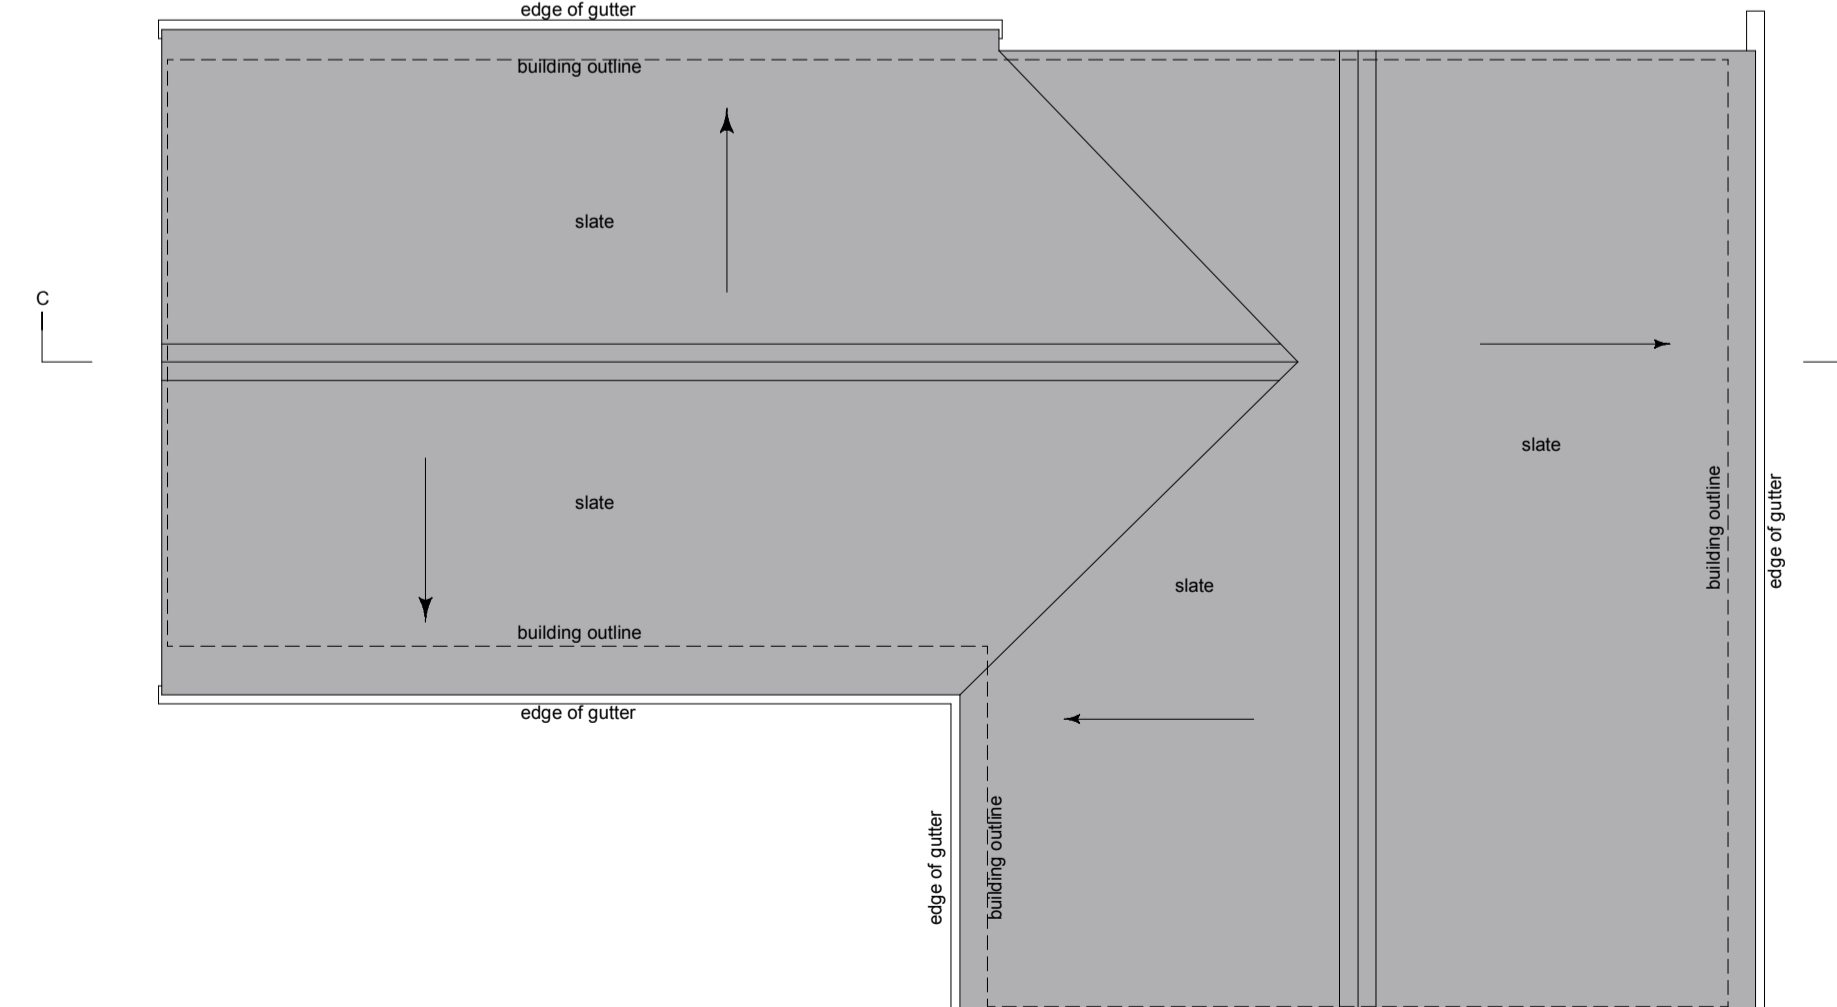 edge of gutter
building outline
slate
C
slate
building outline
edge of gutter
slate
building outline
edge of gutter
slate
edge of gutter
building outline